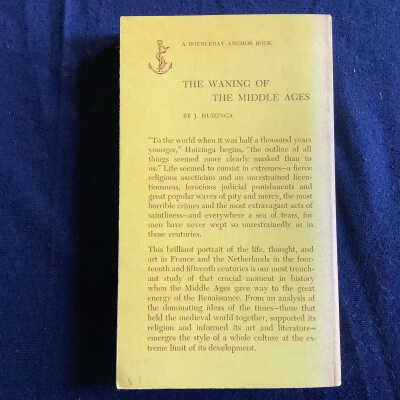 A DOUBLEDAY ANCHOR BOOK
THE WANING OF
THE MIDDLE AGES
BY J. HUIZINGA
"To the world when it was half a thousand years
younger," Huizinga begins, "the outline of all
things seemed more clearly marked than to
us." Life seemed to consist in extremes—a fierce
religious asceticism and an unrestrained licen-
tiousness, ferocious judicial punishments and
great popular waves of pity and mercy, the most
horrible crimes and the most extravagant acts of
saintliness—and everywhere a sea of tears, for
men have never wept so unrestrainedly as in
those centuries.
This brilliant portrait of the life, thought, and
art in France and the Netherlands in the four-
teenth and fifteenth centuries is our most trench-
ant study of that crucial moment in history
when the Middle Ages gave way to the great
energy of the Renaissance. From an analysis of
the dominating ideas of the times—those that
held the medieval world together, supported its
religion and informed its art and literature—
emerges the style of a whole culture at the ex-
treme limit of its development.